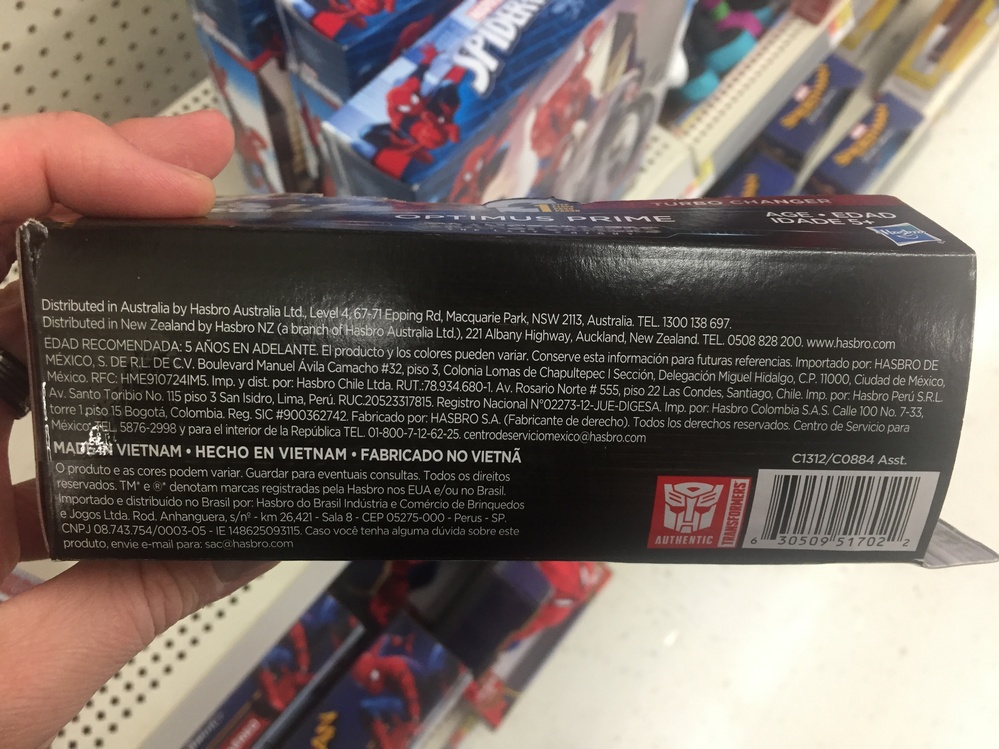 SPIDER
1 STEP
TURBO CHANGER
OPTIMUS PRIME
AGE • EDAD
IDADE 5+
Hasbro
Distributed in Australia by Hasbro Australia Ltd., Level 4, 67-71 Epping Rd, Macquarie Park, NSW 2113, Australia. TEL. 1300 138 697.
Distributed in New Zealand by Hasbro NZ (a branch of Hasbro Australia Ltd.), 221 Albany Highway, Auckland, New Zealand. TEL. 0508 828 200. www.hasbro.com
EDAD RECOMENDADA: 5 AÑOS EN ADELANTE. El producto y los colores pueden variar. Conserve esta información para futuras referencias. Importado por: HASBRO DE
MÉXICO, S. DE R.L. DE C.V. Boulevard Manuel Ávila Camacho #32, piso 3, Colonia Lomas de Chapultepec I Sección, Delegación Miguel Hidalgo, C.P. 11000, Ciudad de México,
México. RFC: HME910724IM5. Imp. y dist. por: Hasbro Chile Ltda. RUT.:78.934.680-1. Av. Rosario Norte # 555, piso 22 Las Condes, Santiago, Chile. Imp. por: Hasbro Perú S.R.L.
Av. Santo Toribio No. 115 piso 3 San Isidro, Lima, Perú. RUC.20523317815. Registro Nacional N°02273-12-JUE-DIGESA. Imp. por: Hasbro Colombia S.A.S. Calle 100 No. 7-33,
torre 1 piso 15 Bogotá, Colombia. Reg. SIC #900362742. Fabricado por: HASBRO S.A. (Fabricante de derecho). Todos los derechos reservados. Centro de Servicio para
México TEL. 5876-2998 y para el interior de la República TEL. 01-800-7-12-62-25. centrodeserviciomexico@hasbro.com
MADE IN VIETNAM • HECHO EN VIETNAM • FABRICADO NO VIETNÃ
O produto e as cores podem variar. Guardar para eventuais consultas. Todos os direitos
reservados. TM* e ®* denotam marcas registradas pela Hasbro nos EUA e/ou no Brasil.
Importado e distribuído no Brasil por: Hasbro do Brasil Indústria e Comércio de Brinquedos
e Jogos Ltda. Rod. Anhanguera, s/nº - km 26,421 - Sala 8 - CEP 05275-000 - Perus - SP.
CNPJ 08.743.754/0003-05 - IE 148625093115. Caso você tenha alguma dúvida sobre este
produto, envie e-mail para: sac@hasbro.com
C1312/C0884 Asst.
AUTHENTIC
TRANSFORMERS
6 30509 51702 2